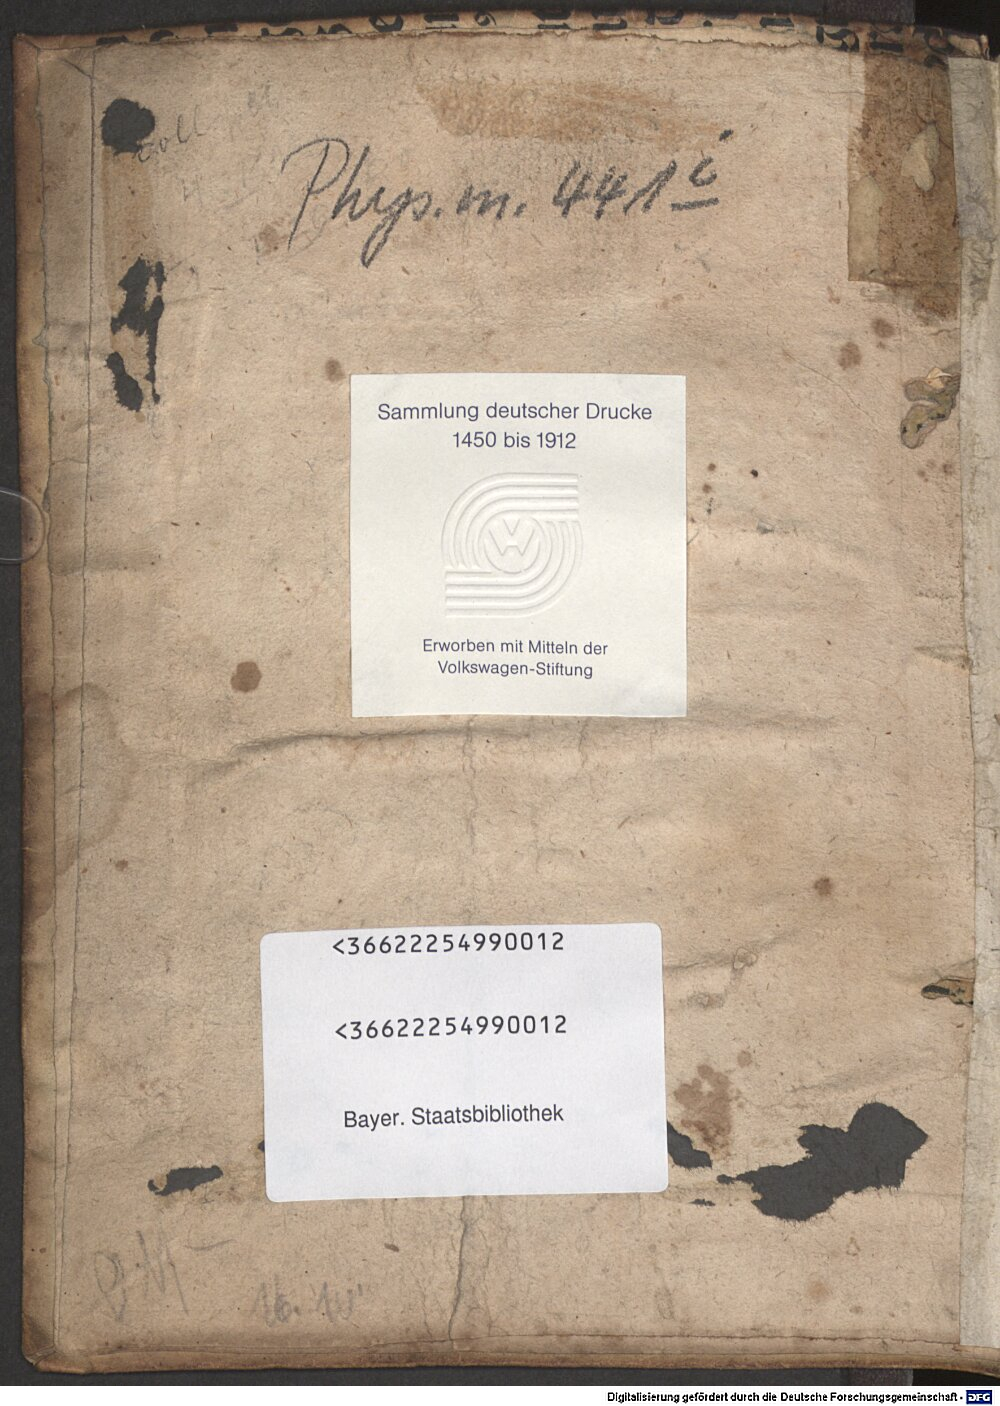 Phys. m. 441 i
Sammlung deutscher Drucke
1450 bis 1912
Erworben mit Mitteln der
Volkswagen-Stiftung
<36622254990012
<36622254990012
Bayer. Staatsbibliothek
Digitalisierung gefördert durch die Deutsche Forschungsgemeinschaft - DFG